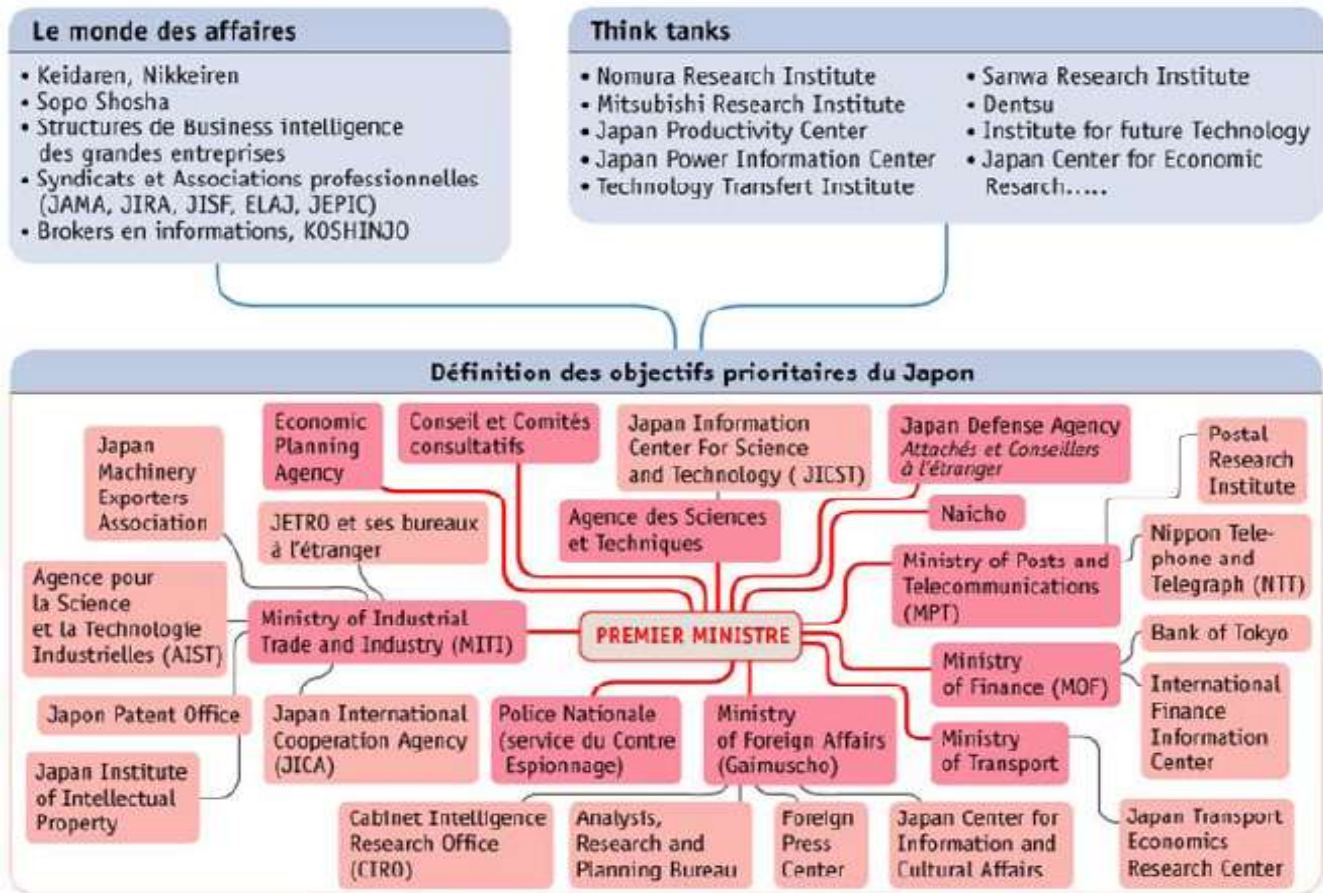 Le monde des affaires
• Keidaren, Nikkeiren
• Sopo Shosha
• Structures de Business intelligence
des grandes entreprises
• Syndicats et Associations professionnelles
(JAMA, JIRA, JISF, ELAJ, JEPIC)
• Brokers en informations, KOSHINJO
Think tanks
• Nomura Research Institute
• Mitsubishi Research Institute
• Japan Productivity Center
• Japan Power Information Center
• Technology Transfert Institute
• Sanwa Research Institute
• Dentsu
• Institute for future Technology
• Japan Center for Economic
Resarch.....
Définition des objectifs prioritaires du Japon
Japan
Machinery
Exporters
Association
Economic
Planning
Agency
Conseil et Comités
consultatifs
Japan Information
Center For Science
and Technology ( JICST)
Japan Defense Agency
Attachés et Conseillers
à l'étranger
Postal
Research
Institute
JETRO et ses bureaux
à l'étranger
Agence des Sciences
et Techniques
Naicho
Agence pour
la Science
et la Technologie
Industrielles (AIST)
Ministry of Industrial
Trade and Industry (MITI)
PREMIER MINISTRE
Ministry of Posts and
Telecommunications
(MPT)
Nippon Tele-
phone and
Telegraph (NTT)
Bank of Tokyo
Ministry
of Finance (MOF)
International
Finance
Information
Center
Japon Patent Office
Japan International
Cooperation Agency
(JICA)
Police Nationale
(service du Contre
Espionnage)
Ministry
of Foreign Affairs
(Gaimuscho)
Ministry
of Transport
Japan Institute
of Intellectual
Property
Cabinet Intelligence
Research Office
(CIRO)
Analysis,
Research and
Planning Bureau
Foreign
Press
Center
Japan Center for
Information and
Cultural Affairs
Japan Transport
Economics
Research Center